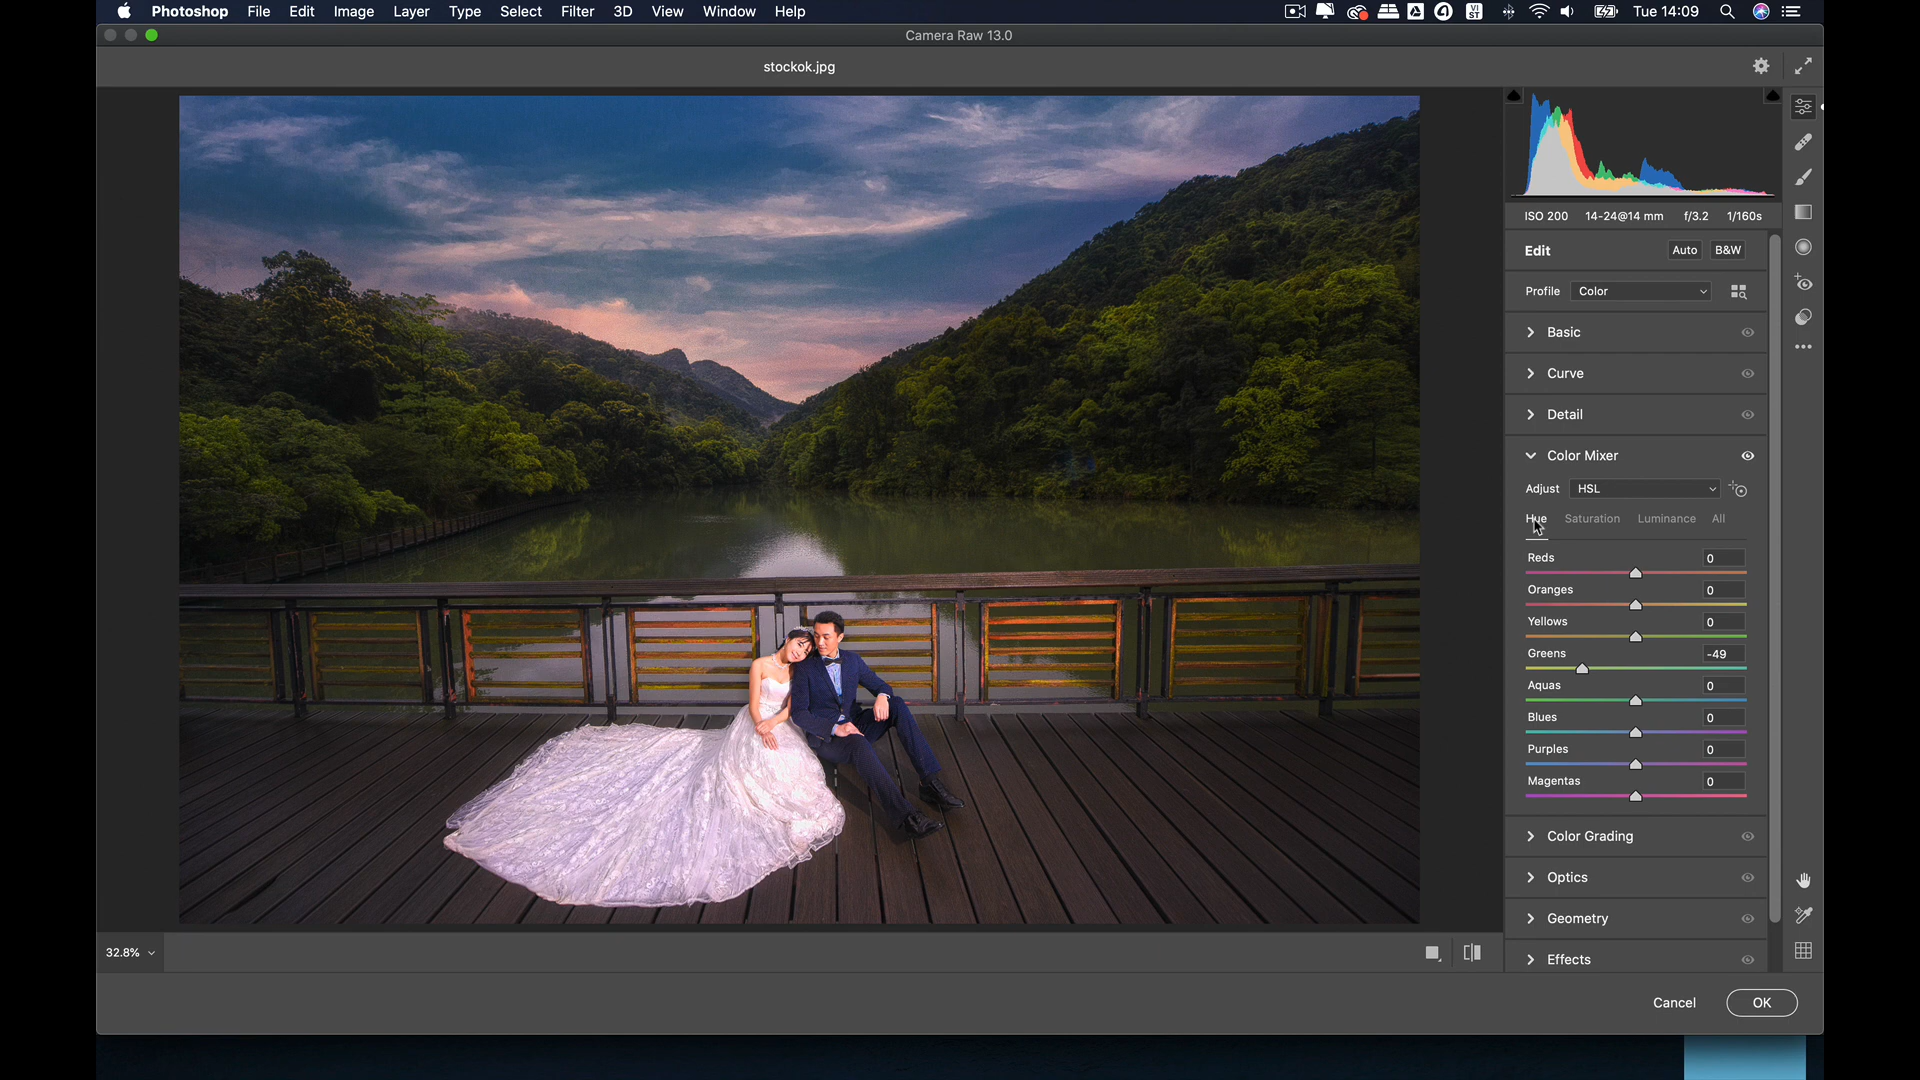 Photoshop File Edit Image Layer Type Select Filter 3D View Window Help VI ST Tue 14:09
Camera Raw 13.0
stockok.jpg
ISO 200 14-24@14 mm f/3.2 1/160s
Edit Auto B&W
Profile Color
Basic
Curve
Detail
Color Mixer
Adjust HSL
Hue Saturation Luminance All
Reds 0
Oranges 0
Yellows 0
Greens -49
Aquas 0
Blues 0
Purples 0
Magentas 0
Color Grading
Optics
Geometry
Effects
32.8%
Cancel OK